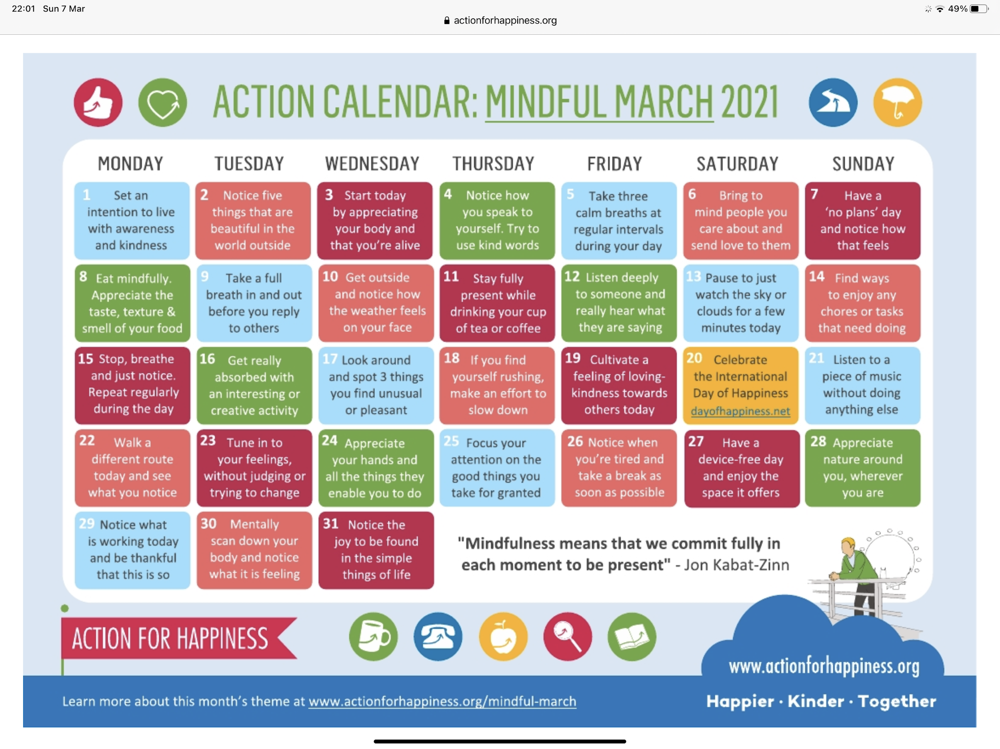 22:01 Sun 7 Mar
49%
actionforhappiness.org
ACTION CALENDAR: MINDFUL MARCH 2021
MONDAY TUESDAY WEDNESDAY THURSDAY FRIDAY SATURDAY SUNDAY
1 Set an
intention to live
with awareness
and kindness
2 Notice five
things that are
beautiful in the
world outside
3 Start today
by appreciating
your body and
that you’re alive
4 Notice how
you speak to
yourself. Try to
use kind words
5 Take three
calm breaths at
regular intervals
during your day
6 Bring to
mind people you
care about and
send love to them
7 Have a
‘no plans’ day
and notice how
that feels
8 Eat mindfully.
Appreciate the
taste, texture &
smell of your food
9 Take a full
breath in and out
before you reply
to others
10 Get outside
and notice how
the weather feels
on your face
11 Stay fully
present while
drinking your cup
of tea or coffee
12 Listen deeply
to someone and
really hear what
they are saying
13 Pause to just
watch the sky or
clouds for a few
minutes today
14 Find ways
to enjoy any
chores or tasks
that need doing
15 Stop, breathe
and just notice.
Repeat regularly
during the day
16 Get really
absorbed with
an interesting or
creative activity
17 Look around
and spot 3 things
you find unusual
or pleasant
18 If you find
yourself rushing,
make an effort to
slow down
19 Cultivate a
feeling of loving-
kindness towards
others today
20 Celebrate
the International
Day of Happiness
dayofhappiness.net
21 Listen to a
piece of music
without doing
anything else
22 Walk a
different route
today and see
what you notice
23 Tune in to
your feelings,
without judging or
trying to change
24 Appreciate
your hands and
all the things they
enable you to do
25 Focus your
attention on the
good things you
take for granted
26 Notice when
you’re tired and
take a break as
soon as possible
27 Have a
device-free day
and enjoy the
space it offers
28 Appreciate
nature around
you, wherever
you are
29 Notice what
is working today
and be thankful
that this is so
30 Mentally
scan down your
body and notice
what it is feeling
31 Notice the
joy to be found
in the simple
things of life
"Mindfulness means that we commit fully in
each moment to be present" - Jon Kabat-Zinn
ACTION FOR HAPPINESS
www.actionforhappiness.org
Learn more about this month’s theme at www.actionforhappiness.org/mindful-march
Happier · Kinder · Together